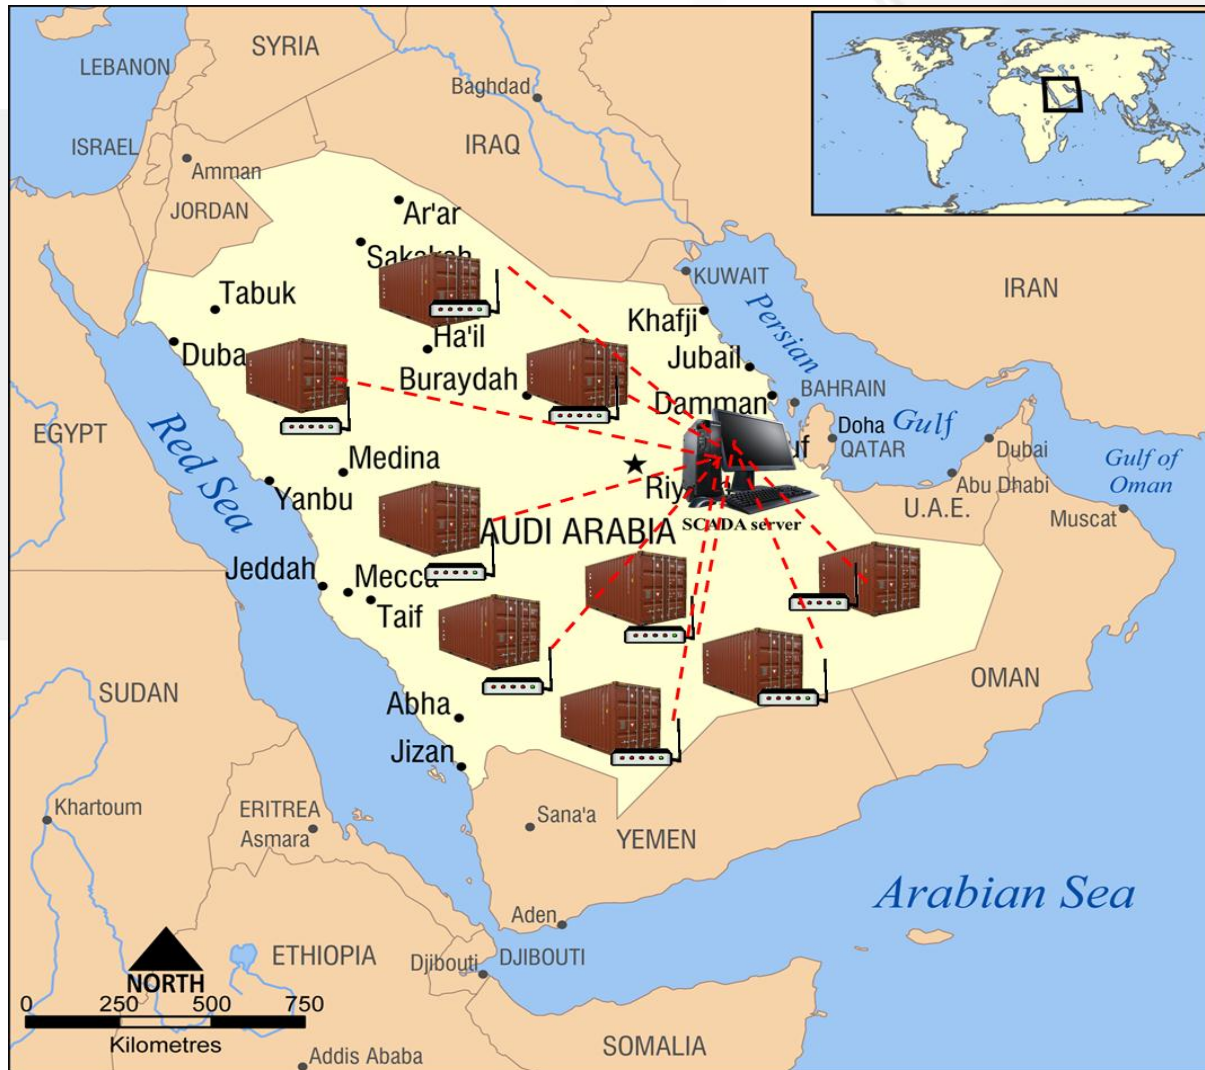 SYRIA
LEBANON
Baghdad
ISRAEL
IRAQ
Amman
JORDAN
Ar'ar
Sakakah
KUWAIT
IRAN
Tabuk
Khafji
Persian
Duba
Ha'il
Jubail
Buraydah
Damman
BAHRAIN
EGYPT
Red Sea
Doha
Gulf
QATAR
Dubai
Medina
Gulf of
Oman
Abu Dhabi
Yanbu
U.A.E.
Muscat
SCADA server
AUDI ARABIA
Jeddah
Mecca
Taif
OMAN
SUDAN
Abha
Jizan
Khartoum
ERITREA
Asmara
Sana'a
YEMEN
Arabian Sea
Aden
ETHIOPIA
Djibouti
DJIBOUTI
NORTH
0 250 500 750
Kilometres
SOMALIA
Addis Ababa